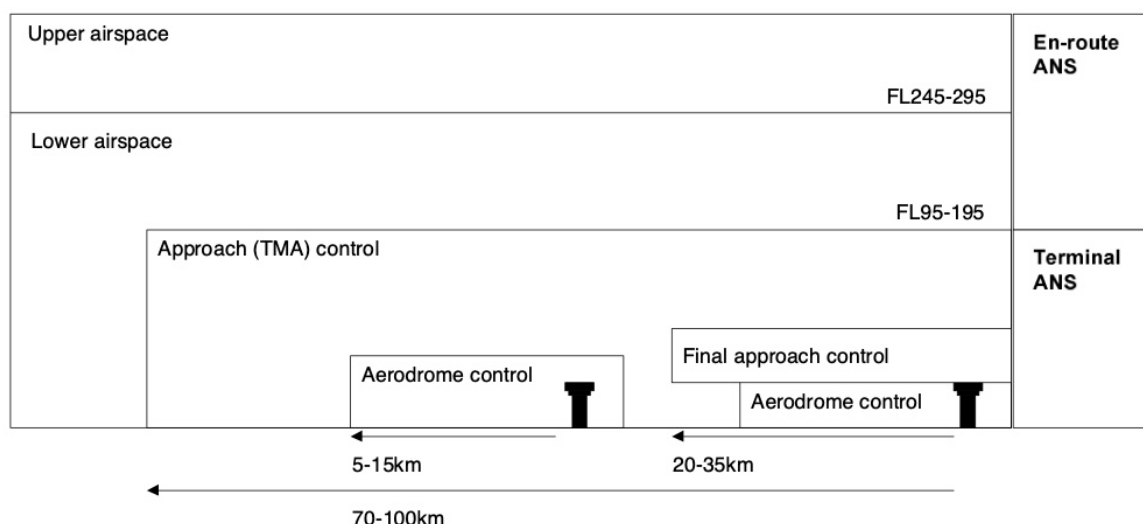 Upper airspace
En-route
ANS
FL245-295
Lower airspace
FL95-195
Approach (TMA) control
Terminal
ANS
Final approach control
Aerodrome control
Aerodrome control
5-15km
20-35km
70-100km